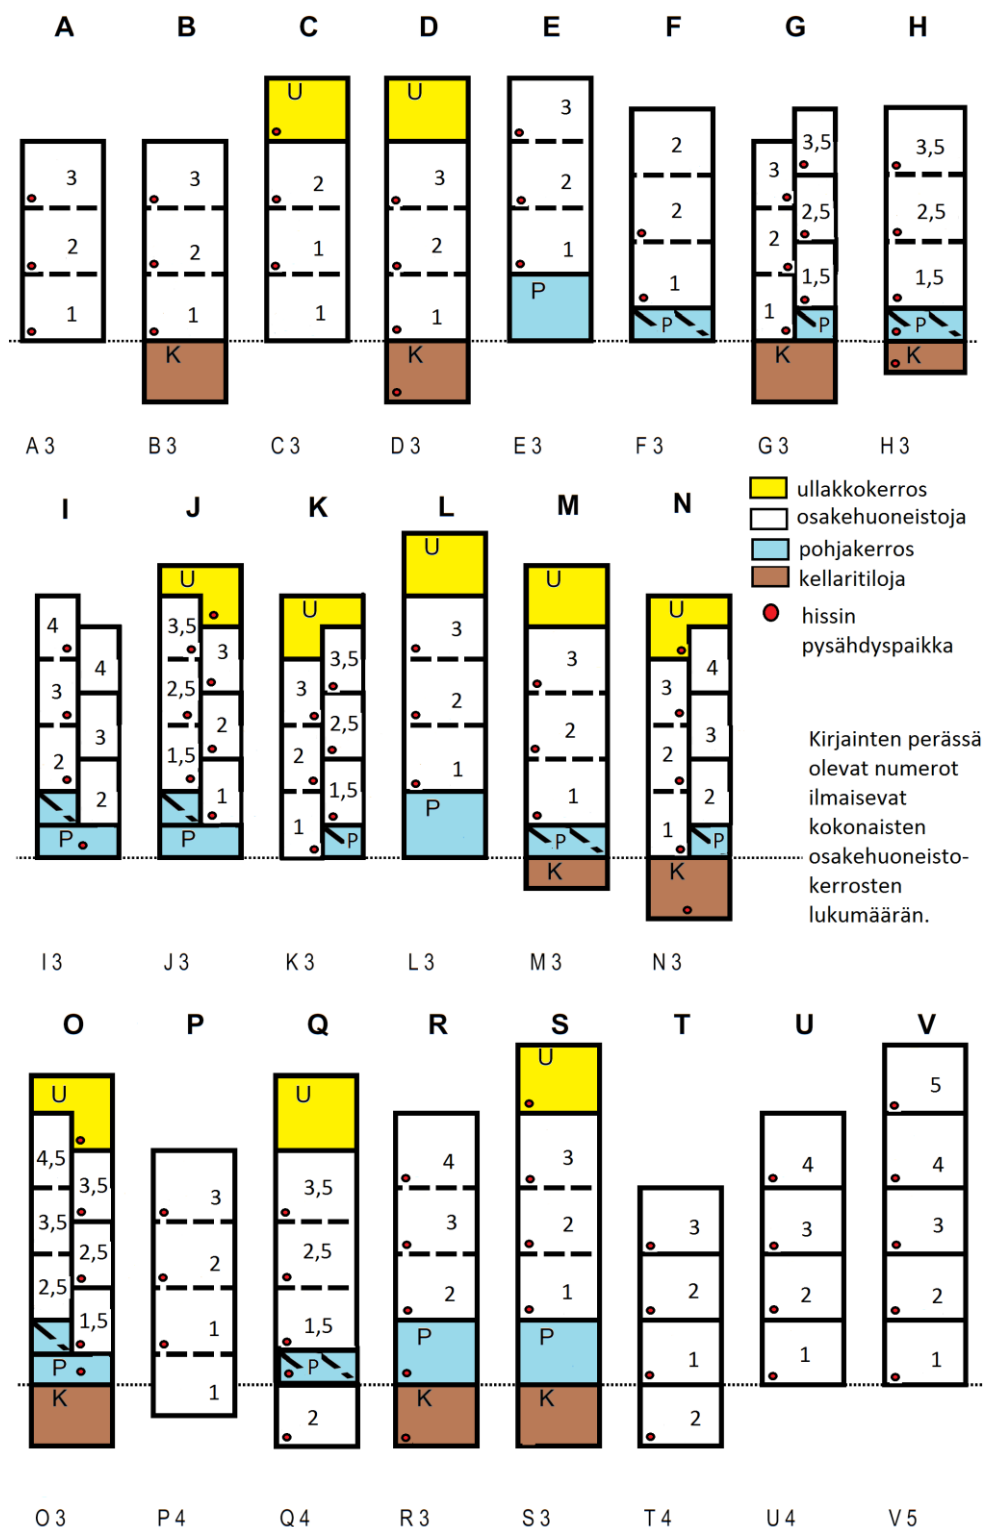 A B C D E F G H
U U
3 3,5 3,5
3 3 2 3 2 3
2 2,5 2,5
2 2 1 2 2
1 1 1,5 1,5
1 1 1 1 P P 1 P P
K K K K
A 3 B 3 C 3 D 3 E 3 F 3 G 3 H 3
I J K L M N
ullakkokerros
osakehuoneistoja
pohjakerros
kellaritiloja
hissin
pysähdyspaikka
U U U U U
4 3,5 3 3,5 3 3 4
4 3
3 2,5 2 2,5 2 2 3 3
3 2
2 1,5 1 1,5 1 1 2 2
2 1
P P P P P 1 P
K K
Kirjainten perässä
olevat numerot
ilmaisevat
kokonaisten
osakehuoneisto-
kerrosten
lukumäärän.
I 3 J 3 K 3 L 3 M 3 N 3
O P Q R S T U V
U U U 5
4,5 3,5 3 3,5 4 3 4 4
3,5 2,5 2 2,5 3 2 3 3 3
2,5 1,5 1 1,5 2 1 2 2 2
P P P P 1 1 1
K 1 2 K K 2
O 3 P 4 Q 4 R 3 S 3 T 4 U 4 V 5